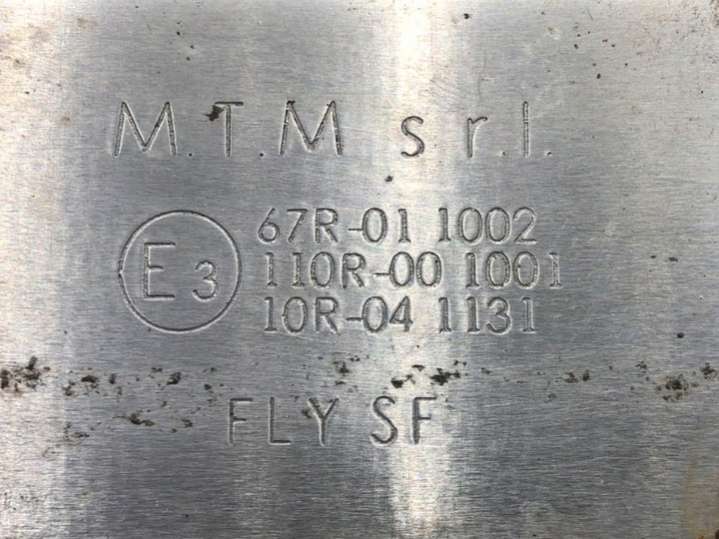 M.T.M s r.l.
E3
67R-01 1002
110R-00 1001
10R-04 1131
FLY SF